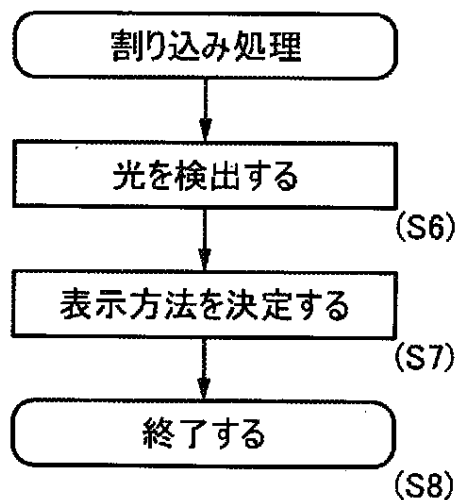 割り込み処理
光を検出する
(S6)
表示方法を決定する
(S7)
終了する
(S8)